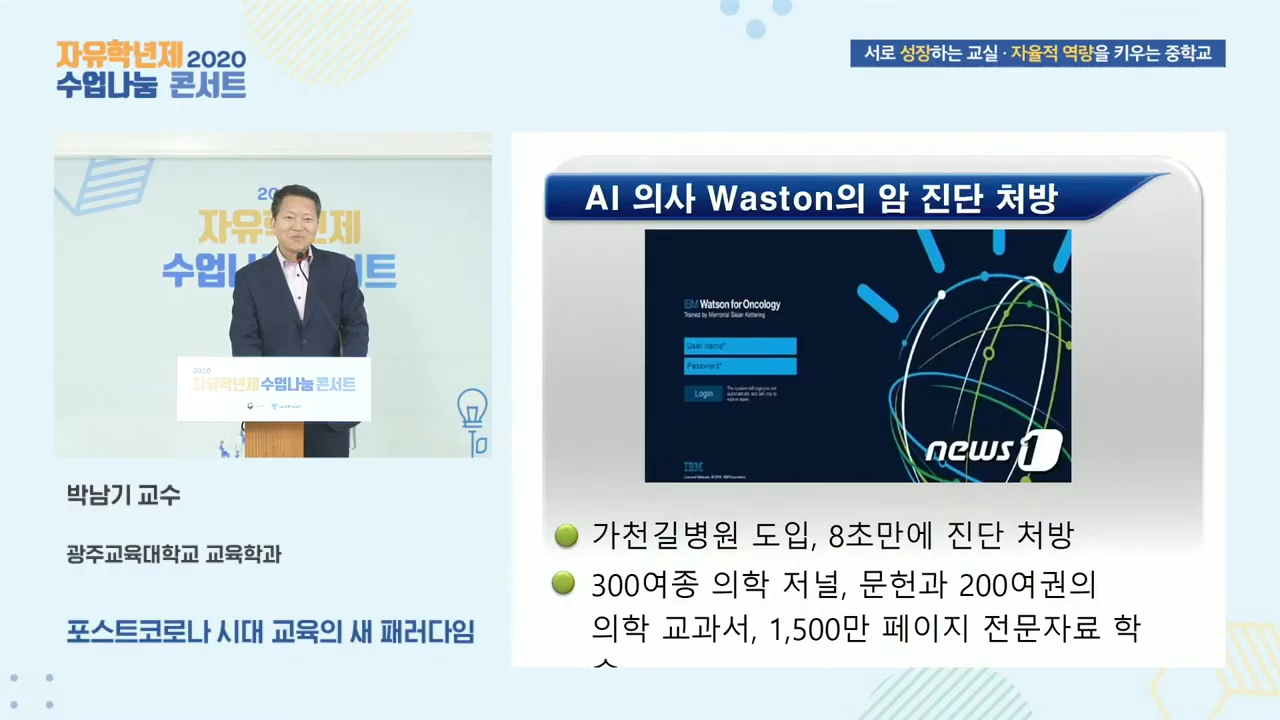 자유학년제 2020
수업나눔 콘서트
서로 성장하는 교실 · 자율적 역량을 키우는 중학교
자유학년제
수업나눔 콘서트
2020
자유학년제 수업나눔 콘서트
박남기 교수
광주교육대학교 교육학과
포스트코로나 시대 교육의 새 패러다임
AI 의사 Waston의 암 진단 처방
IBM Watson for Oncology
Trained by Memorial Sloan Kettering
User name*
Password*
Login
IBM
news1
가천길병원 도입, 8초만에 진단 처방
300여종 의학 저널, 문헌과 200여권의
의학 교과서, 1,500만 페이지 전문자료 학